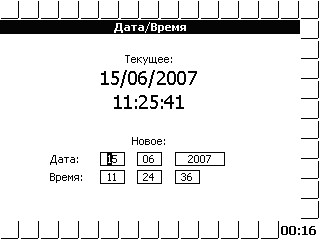 Дата/Время
Текущее:
15/06/2007
11:25:41
Новое:
Дата: 15 06 2007
Время: 11 24 36
00:16